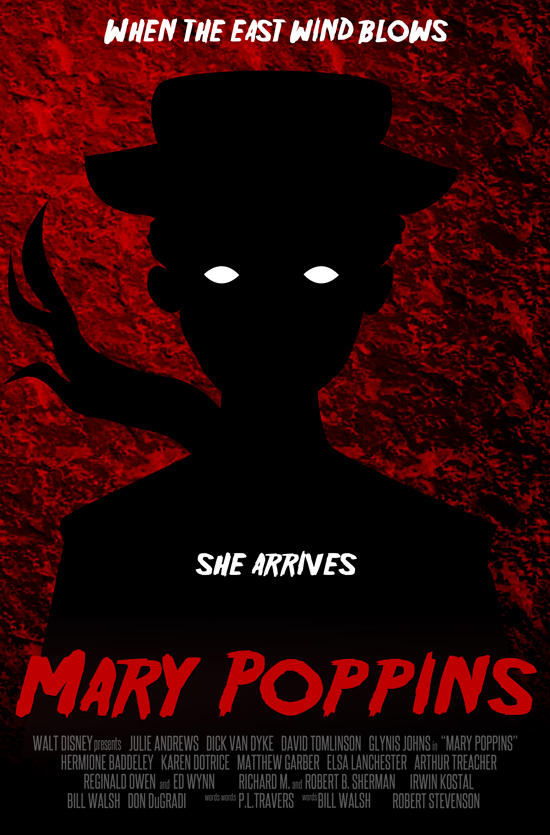 WHEN THE EAST WIND BLOWS
SHE ARRIVES
MARY POPPINS
WALT DISNEY presents JULIE ANDREWS DICK VAN DYKE DAVID TOMLINSON GLYNIS JOHNS in "MARY POPPINS"
HERMIONE BADDELEY KAREN DOTRICE MATTHEW GARBER ELSA LANCHESTER ARTHUR TREACHER
REGINALD OWEN and ED WYNN RICHARD M. and ROBERT B. SHERMAN IRWIN KOSTAL
BILL WALSH DON DuGRADI words words P.L.TRAVERS words BILL WALSH ROBERT STEVENSON